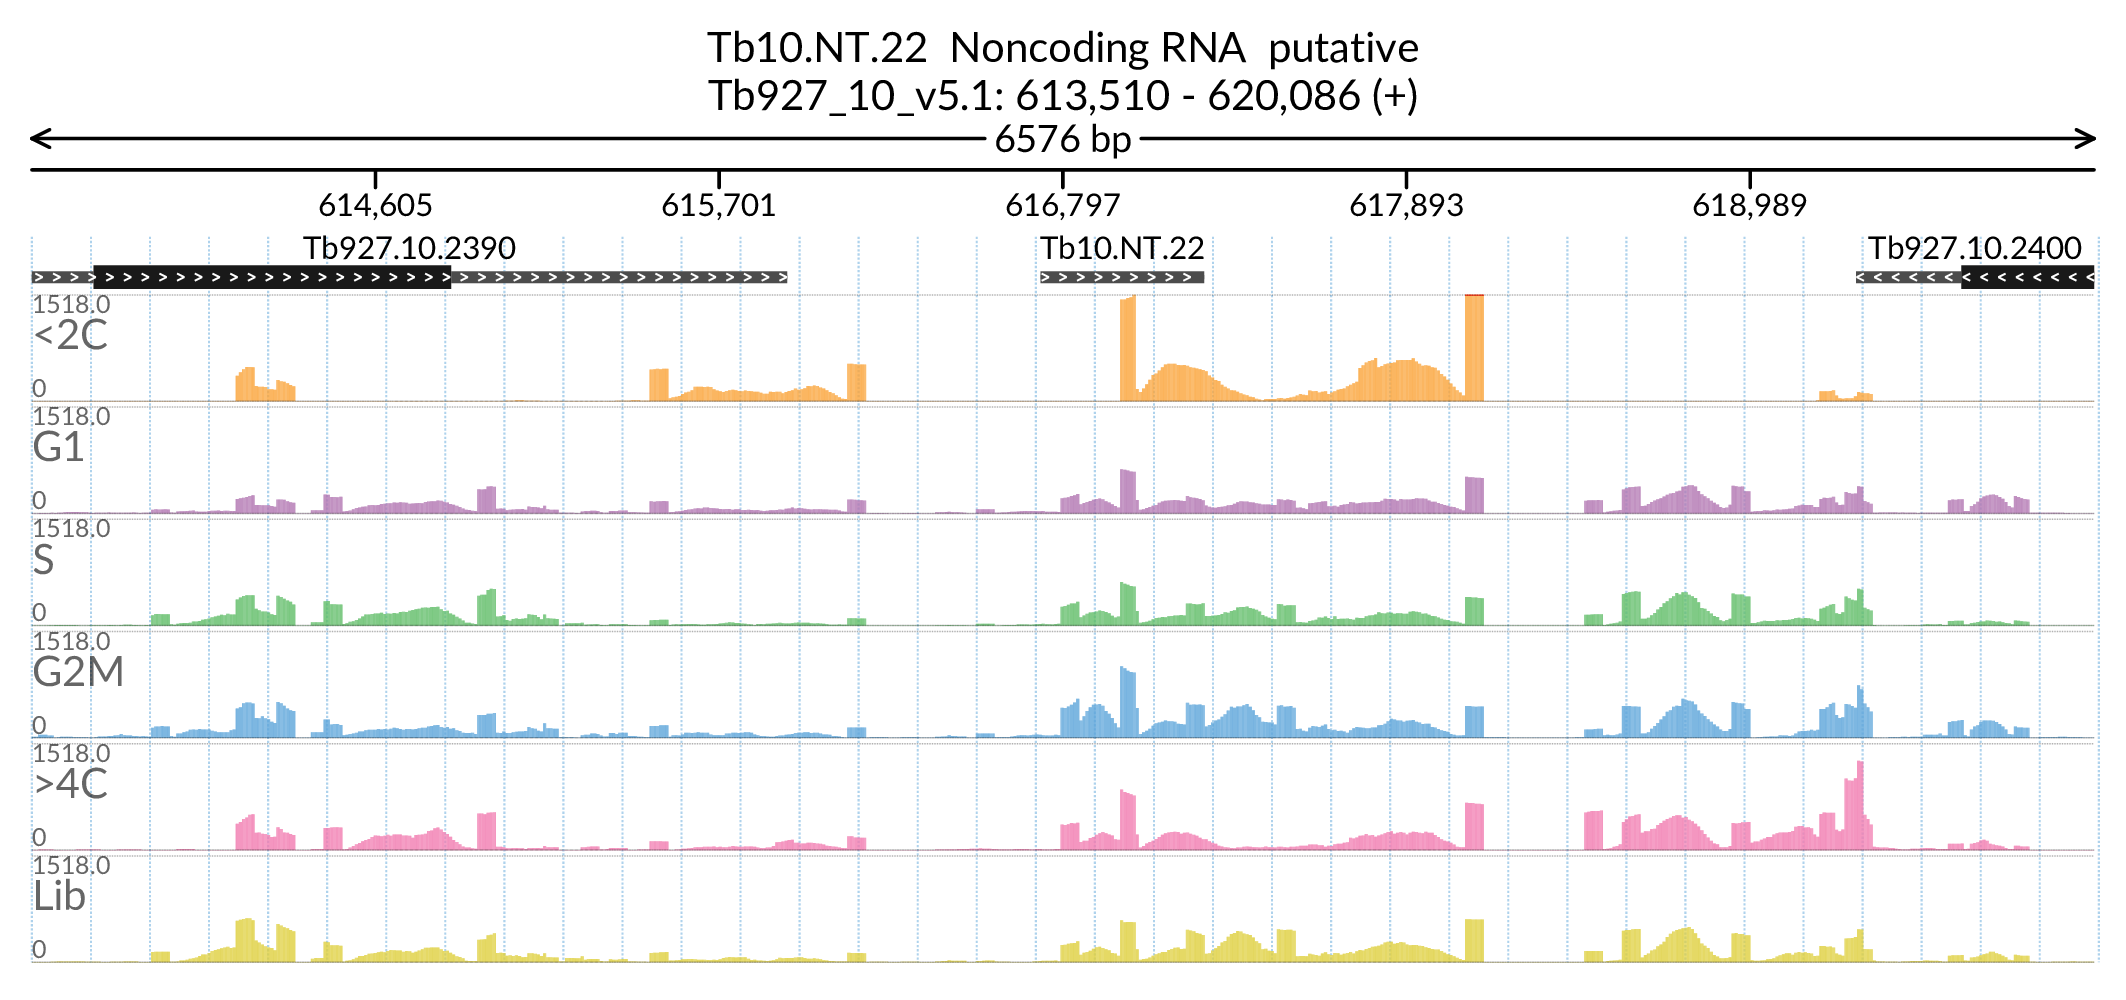 Tb10.NT.22  Noncoding RNA  putative
Tb927_10_v5.1: 613,510 - 620,086 (+)
6576 bp
614,605 615,701 616,797 617,893 618,989
Tb927.10.2390 Tb10.NT.22 Tb927.10.2400
1518.0
<2C
0
1518.0
G1
0
1518.0
S
0
1518.0
G2M
0
1518.0
>4C
0
1518.0
Lib
0